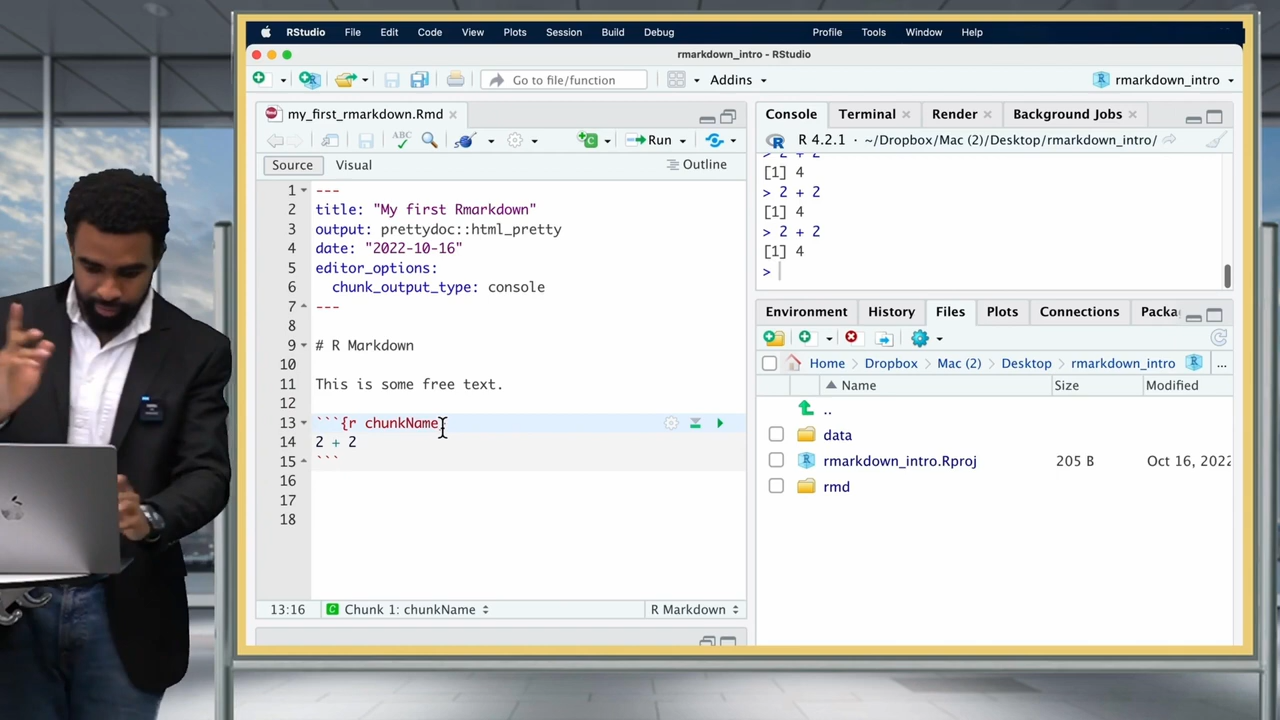 RStudio File Edit Code View Plots Session Build Debug Profile Tools Window Help
rmarkdown_intro - RStudio
Go to file/function Addins rmarkdown_intro
my_first_rmarkdown.Rmd
ABC Run
Source Visual Outline
1 ---
2 title: "My first Rmarkdown"
3 output: prettydoc::html_pretty
4 date: "2022-10-16"
5 editor_options:
6 chunk_output_type: console
7 ---
8
9 # R Markdown
10
11 This is some free text.
12
13 ```{r chunkName}
14 2 + 2
15 ```
16
17
18
13:16 C Chunk 1: chunkName R Markdown
Console Terminal Render Background Jobs
R R 4.2.1 · ~/Dropbox/Mac (2)/Desktop/rmarkdown_intro/
> 2 + 2
[1] 4
> 2 + 2
[1] 4
> 2 + 2
[1] 4
>
Environment History Files Plots Connections Packa
Home Dropbox Mac (2) Desktop rmarkdown_intro R ...
Name Size Modified
..
data
rmarkdown_intro.Rproj 205 B Oct 16, 2022
rmd